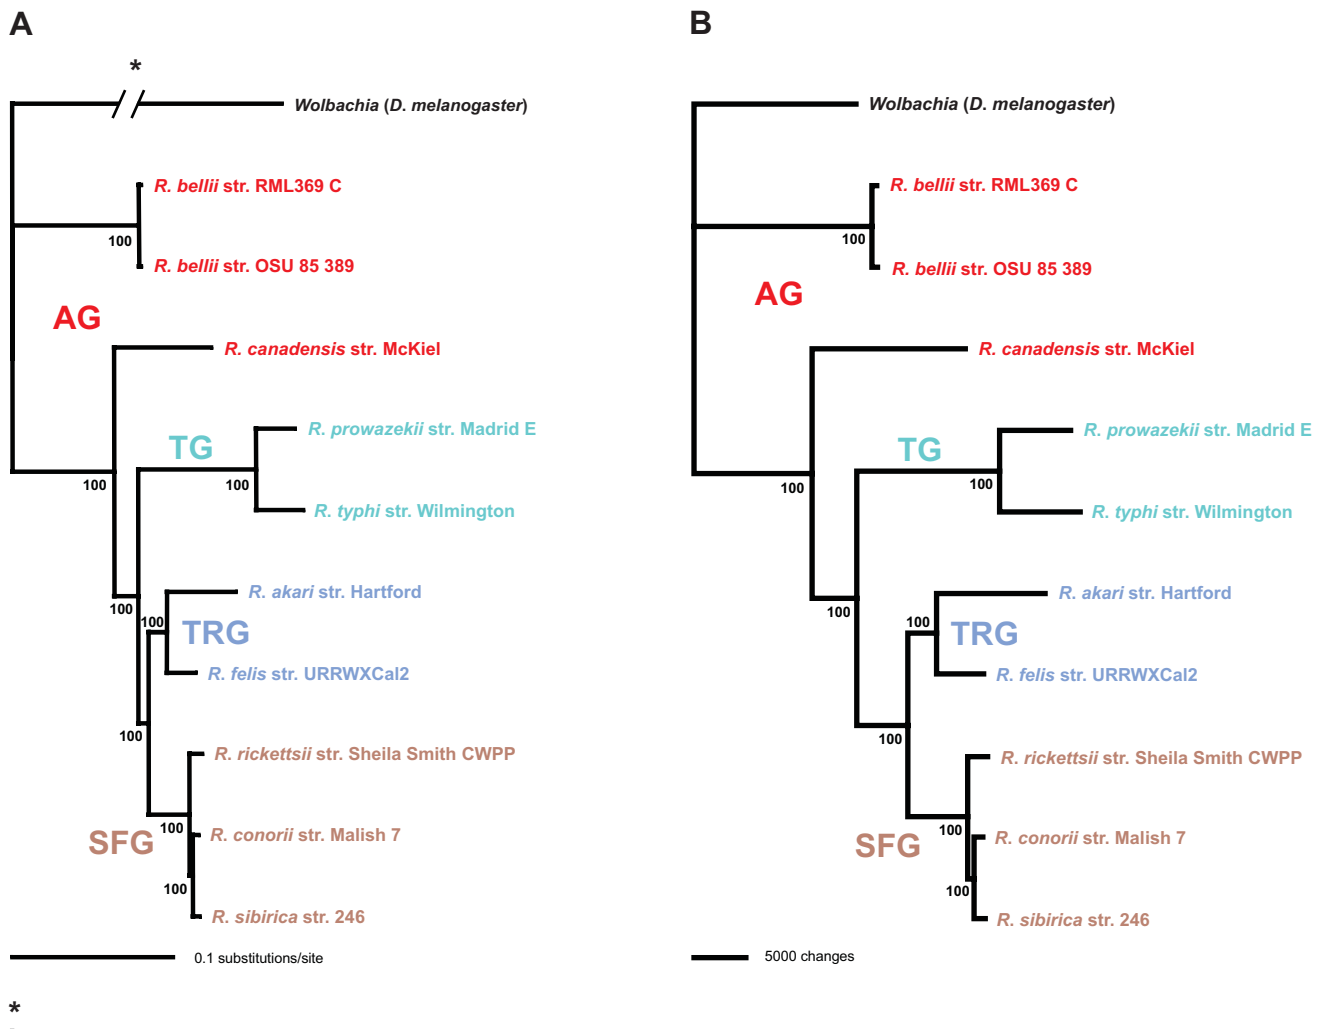 A
*
Wolbachia (D. melanogaster)
R. bellii str. RML369 C
100
R. bellii str. OSU 85 389
AG
R. canadensis str. McKiel
R. prowazekii str. Madrid E
TG
100
100
R. typhi str. Wilmington
R. akari str. Hartford
100
100
TRG
R. felis str. URRWXCal2
100
R. rickettsii str. Sheila Smith CWPP
100
SFG
R. conorii str. Malish 7
100
R. sibirica str. 246
0.1 substitutions/site
*
B
Wolbachia (D. melanogaster)
R. bellii str. RML369 C
100
R. bellii str. OSU 85 389
AG
R. canadensis str. McKiel
R. prowazekii str. Madrid E
TG
100
100
R. typhi str. Wilmington
R. akari str. Hartford
100
100
TRG
R. felis str. URRWXCal2
100
R. rickettsii str. Sheila Smith CWPP
100
SFG
R. conorii str. Malish 7
100
R. sibirica str. 246
5000 changes